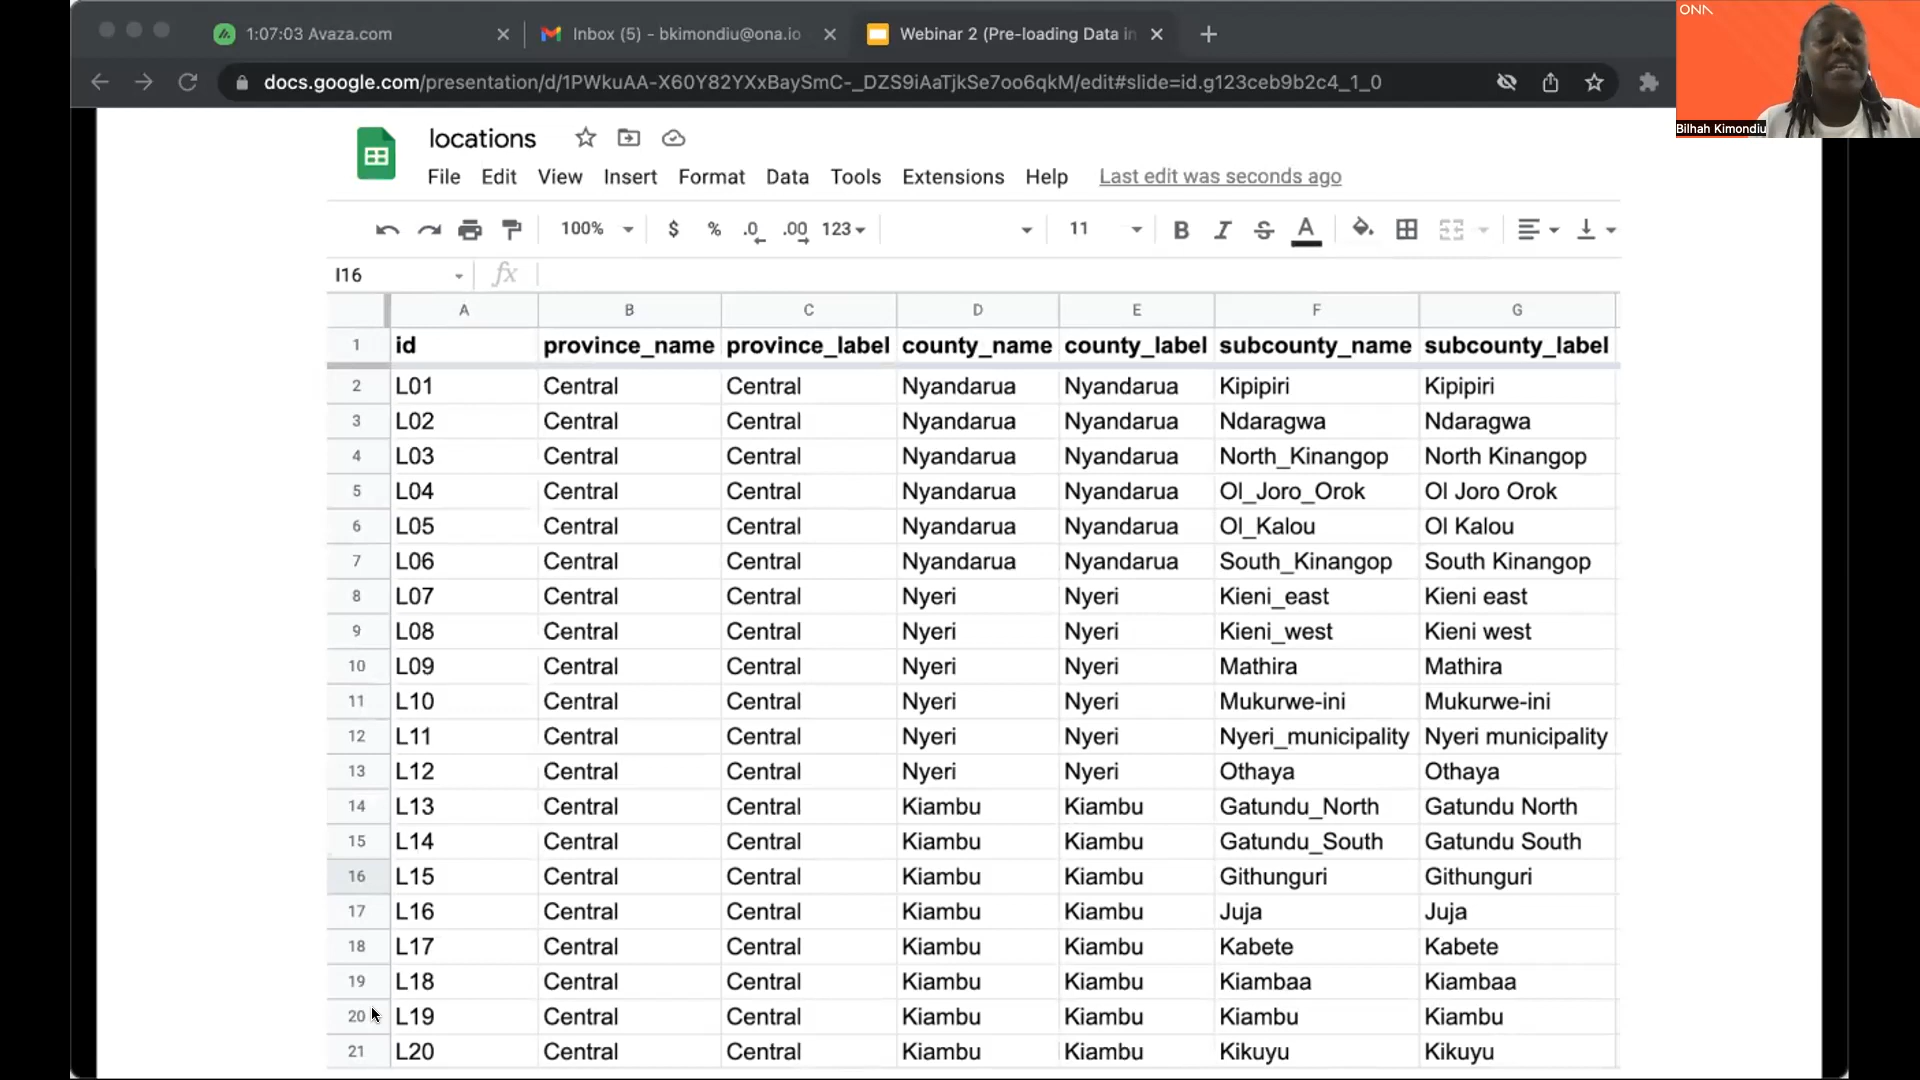 1:07:03 Avaza.com
Inbox (5) - bkimondiu@ona.io
Webinar 2 (Pre-loading Data in
ONA
docs.google.com/presentation/d/1PWkuAA-X60Y82YXxBaySmC-_DZS9iAaTjkSe7oo6qkM/edit#slide=id.g123ceb9b2c4_1_0
Bilhah Kimondiu
locations
File Edit View Insert Format Data Tools Extensions Help Last edit was seconds ago
100% $ % .0 .00 123 11 B I S A
I16 fx
A B C D E F G
1 id province_name province_label county_name county_label subcounty_name subcounty_label
2 L01 Central Central Nyandarua Nyandarua Kipipiri Kipipiri
3 L02 Central Central Nyandarua Nyandarua Ndaragwa Ndaragwa
4 L03 Central Central Nyandarua Nyandarua North_Kinangop North Kinangop
5 L04 Central Central Nyandarua Nyandarua Ol_Joro_Orok Ol Joro Orok
6 L05 Central Central Nyandarua Nyandarua Ol_Kalou Ol Kalou
7 L06 Central Central Nyandarua Nyandarua South_Kinangop South Kinangop
8 L07 Central Central Nyeri Nyeri Kieni_east Kieni east
9 L08 Central Central Nyeri Nyeri Kieni_west Kieni west
10 L09 Central Central Nyeri Nyeri Mathira Mathira
11 L10 Central Central Nyeri Nyeri Mukurwe-ini Mukurwe-ini
12 L11 Central Central Nyeri Nyeri Nyeri_municipality Nyeri municipality
13 L12 Central Central Nyeri Nyeri Othaya Othaya
14 L13 Central Central Kiambu Kiambu Gatundu_North Gatundu North
15 L14 Central Central Kiambu Kiambu Gatundu_South Gatundu South
16 L15 Central Central Kiambu Kiambu Githunguri Githunguri
17 L16 Central Central Kiambu Kiambu Juja Juja
18 L17 Central Central Kiambu Kiambu Kabete Kabete
19 L18 Central Central Kiambu Kiambu Kiambaa Kiambaa
20 L19 Central Central Kiambu Kiambu Kiambu Kiambu
21 L20 Central Central Kiambu Kiambu Kikuyu Kikuyu